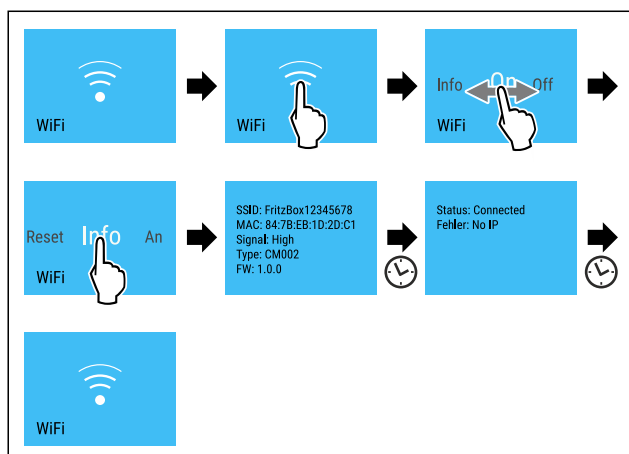 WiFi
WiFi
Info On Off
WiFi
Reset Info An
WiFi
SSID: FritzBox12345678
MAC: 84:7B:EB:1D:2D:C1
Signal: High
Type: CM002
FW: 1.0.0
Status: Connected
Fehler: No IP
WiFi